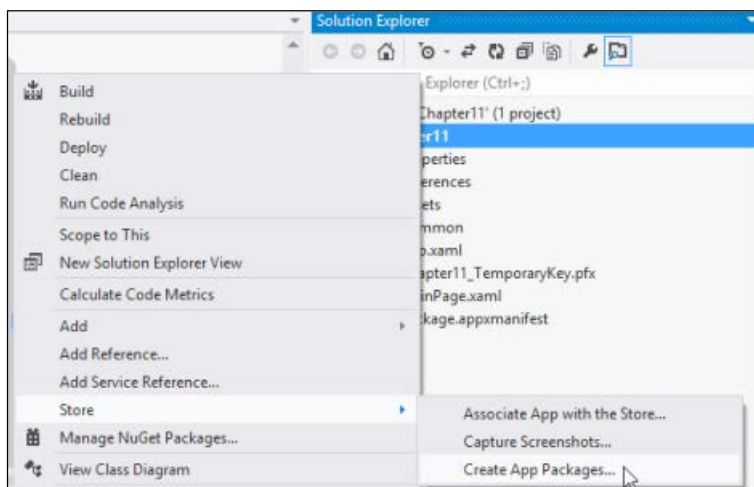 Solution Explorer
Explorer (Ctrl+;)
Build
Chapter11' (1 project)
Rebuild
er11
Deploy
perties
Clean
erences
Run Code Analysis
ets
mmon
Scope to This
p.xaml
New Solution Explorer View
apter11_TemporaryKey.pfx
Calculate Code Metrics
inPage.xaml
kage.appxmanifest
Add
Add Reference...
Add Service Reference...
Store
Associate App with the Store...
Manage NuGet Packages...
Capture Screenshots...
View Class Diagram
Create App Packages...